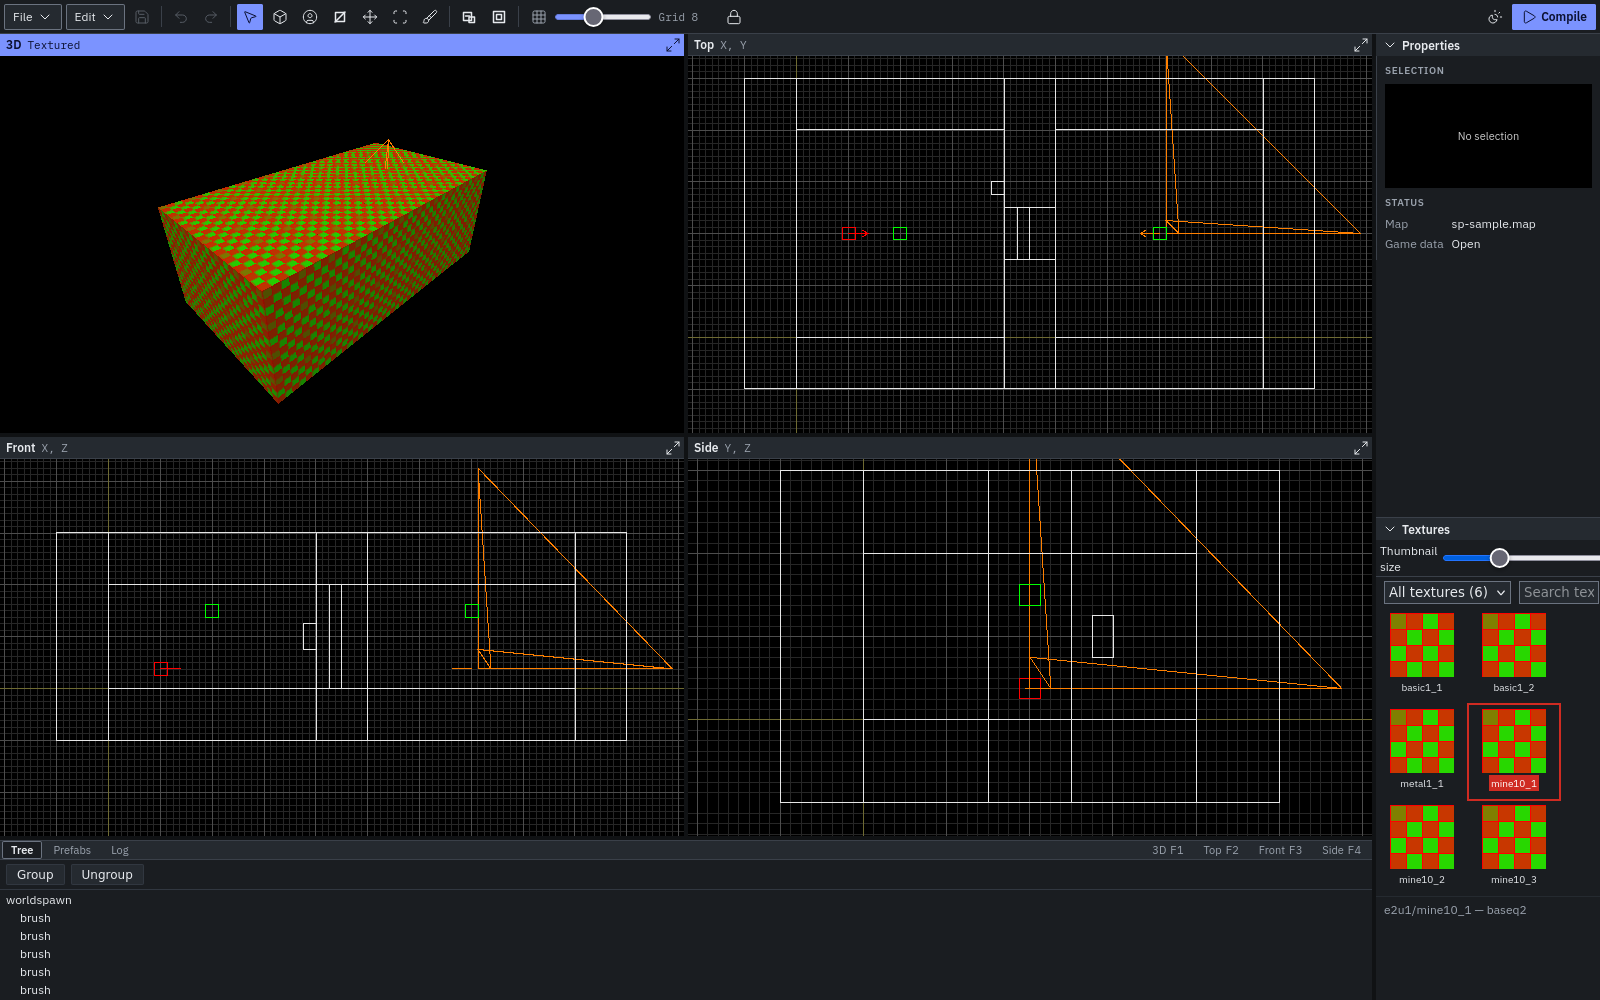 File
Edit
Grid 8
Compile
3D Textured
Top X, Y
Properties
SELECTION
No selection
STATUS
Map sp-sample.map
Game data Open
Front X, Z
Side Y, Z
Textures
Thumbnail
size
All textures (6)
Search tex
basic1_1
basic1_2
metal1_1
mine10_1
mine10_2
mine10_3
e2u1/mine10_1 — baseq2
Tree
Prefabs
Log
3D F1
Top F2
Front F3
Side F4
Group
Ungroup
worldspawn
brush
brush
brush
brush
brush